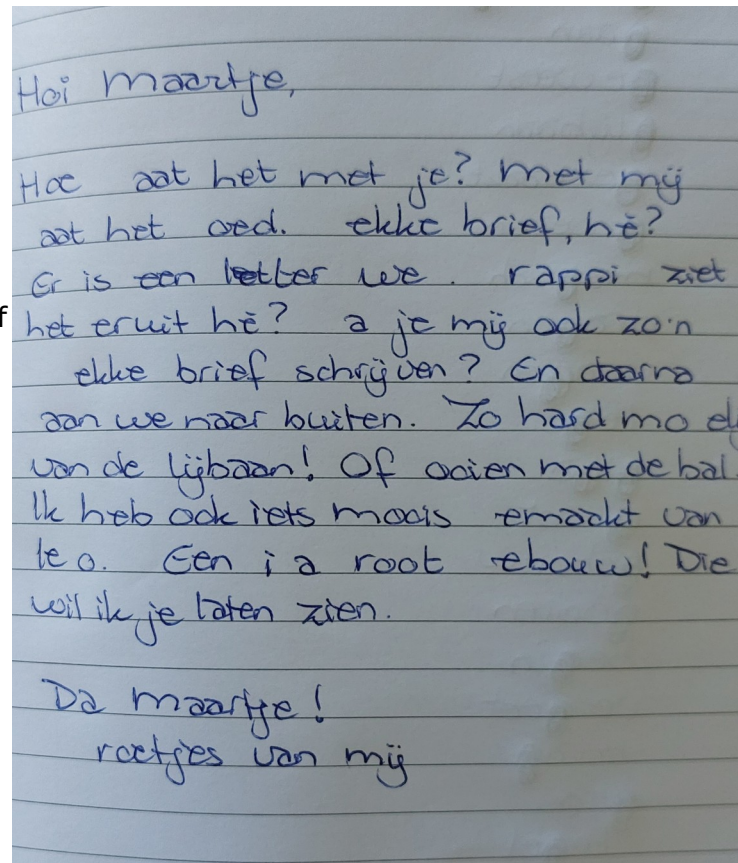 Hoi Maartje,
Hoe aat het met je? Met mij
aat het oed. ekke brief, hè?
Er is een letter we . rappi ziet
f het eruit hè? a je mij ook zo'n
ekke brief schrijven? En daarna
aan we naar buiten. Zo hard mo elij
van de lijbaan! Of ooien met de bal.
Ik heb ook iets moois emaakt van
le o. Een i a root ebouw! Die
wil ik je laten zien.
Da Maartje!
roetjes van mij